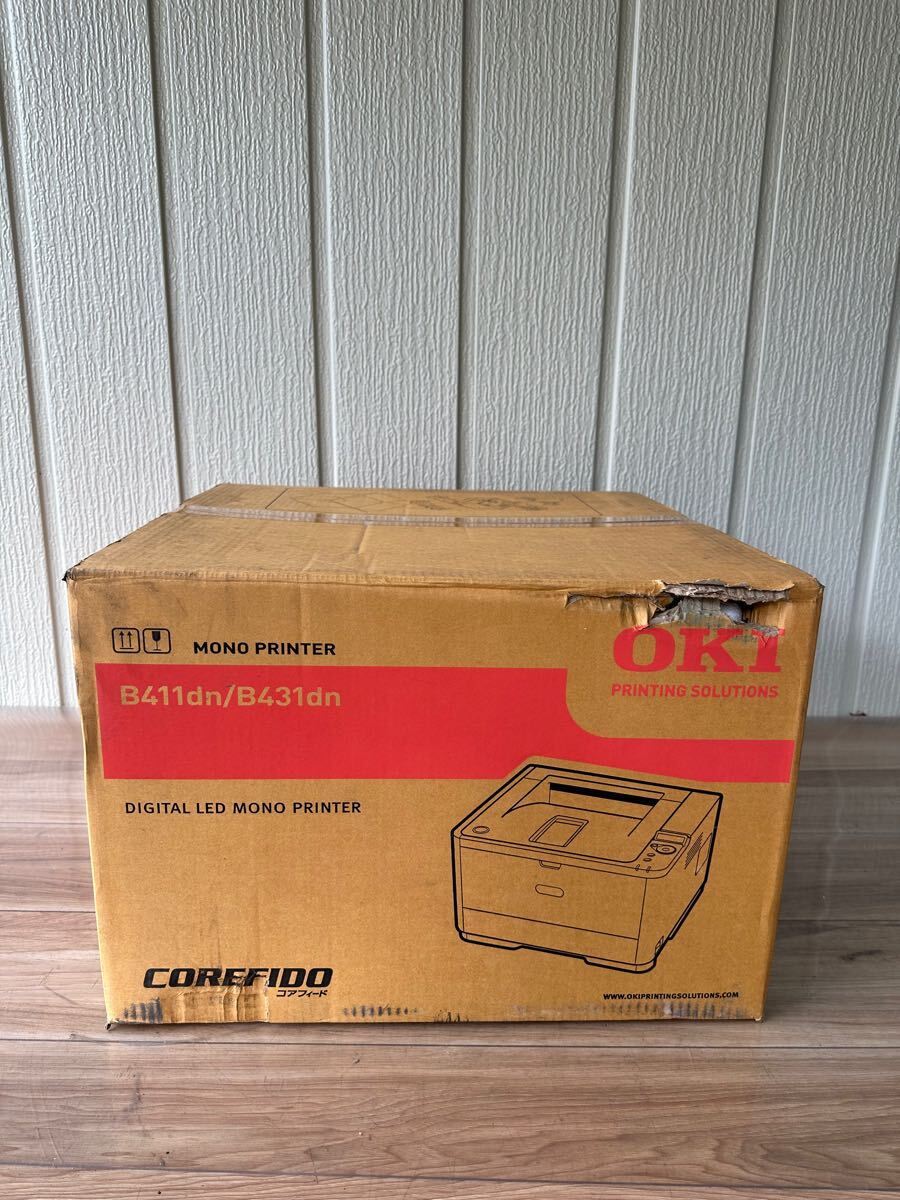 MONO PRINTER
OKI
PRINTING SOLUTIONS
B411dn/B431dn
DIGITAL LED MONO PRINTER
COREFIDO
コアフィード
WWW.OKIPRINTINGSOLUTIONS.COM